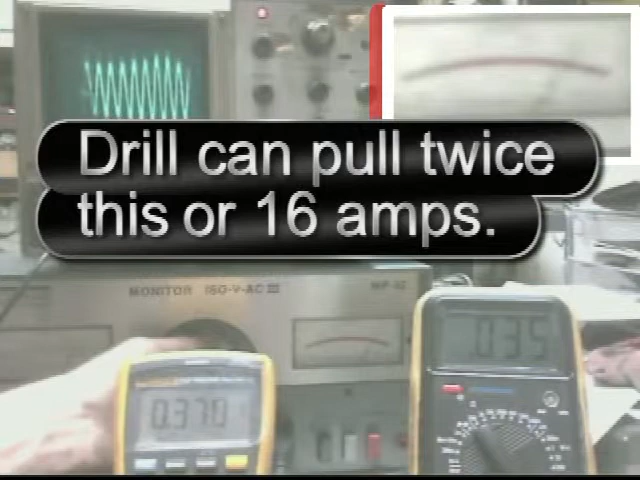 Drill can pull twice
this or 16 amps.
MONITOR ISO-V-AC III
0.370
035